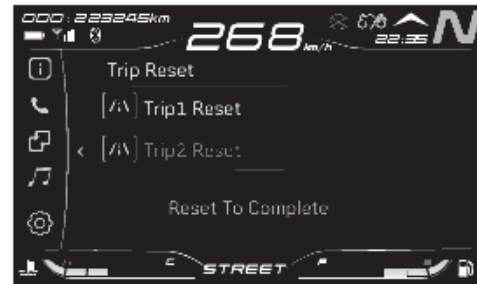 ODO:223245km
268 km/h
22:35 N
Trip Reset
Trip1 Reset
Trip2 Reset
Reset To Complete
C STREET F